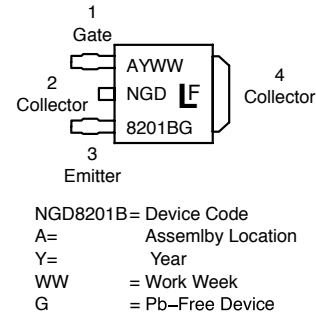 1
Gate
AYWW
2
Collector
NGD
LF
4
Collector
8201BG
3
Emitter
NGD8201B= Device Code
A= Assemlby Location
Y= Year
WW = Work Week
G = Pb−Free Device